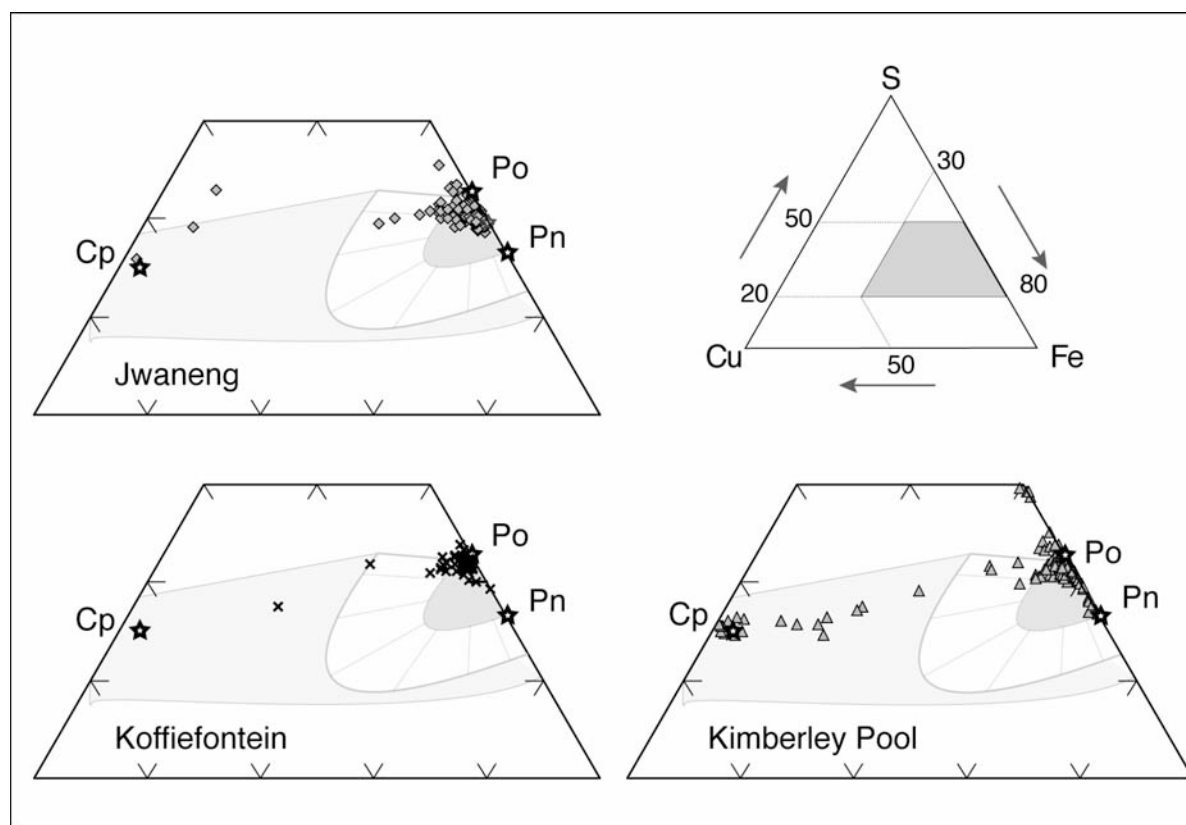 S
30
50
80
20
Cu
Fe
50
Po
Pn
Cp
Jwaneng
Po
Pn
Cp
Koffiefontein
Po
Pn
Cp
Kimberley Pool